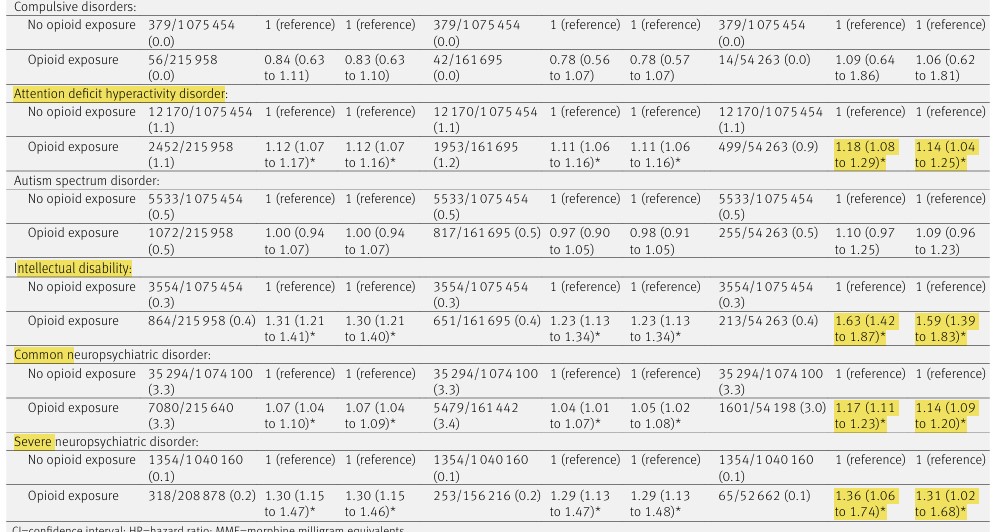 Compulsive disorders:
No opioid exposure 379/1 075 454 1 (reference) 1 (reference) 379/1 075 454 1 (reference) 1 (reference) 379/1 075 454 1 (reference) 1 (reference)
(0.0) (0.0) (0.0)
Opioid exposure 56/215 958 0.84 (0.63 0.83 (0.63 42/161 695 0.78 (0.56 0.78 (0.57 14/54 263 (0.0) 1.09 (0.64 1.06 (0.62
(0.0) to 1.11) to 1.10) (0.0) to 1.07) to 1.07) to 1.86) to 1.81)
Attention deficit hyperactivity disorder:
No opioid exposure 12 170/1 075 454 1 (reference) 1 (reference) 12 170/1 075 454 1 (reference) 1 (reference) 12 170/1 075 454 1 (reference) 1 (reference)
(1.1) (1.1) (1.1)
Opioid exposure 2452/215 958 1.12 (1.07 1.12 (1.07 1953/161 695 1.11 (1.06 1.11 (1.06 499/54 263 (0.9) 1.18 (1.08 1.14 (1.04
(1.1) to 1.17)* to 1.16)* (1.2) to 1.16)* to 1.16)* to 1.29)* to 1.25)*
Autism spectrum disorder:
No opioid exposure 5533/1 075 454 1 (reference) 1 (reference) 5533/1 075 454 1 (reference) 1 (reference) 5533/1 075 454 1 (reference) 1 (reference)
(0.5) (0.5) (0.5)
Opioid exposure 1072/215 958 1.00 (0.94 1.00 (0.94 817/161 695 (0.5) 0.97 (0.90 0.98 (0.91 255/54 263 (0.5) 1.10 (0.97 1.09 (0.96
(0.5) to 1.07) to 1.07) to 1.05) to 1.05) to 1.25) to 1.23)
Intellectual disability:
No opioid exposure 3554/1 075 454 1 (reference) 1 (reference) 3554/1 075 454 1 (reference) 1 (reference) 3554/1 075 454 1 (reference) 1 (reference)
(0.3) (0.3) (0.3)
Opioid exposure 864/215 958 (0.4) 1.31 (1.21 1.30 (1.21 651/161 695 (0.4) 1.23 (1.13 1.23 (1.13 213/54 263 (0.4) 1.63 (1.42 1.59 (1.39
to 1.41)* to 1.40)* to 1.34)* to 1.34)* to 1.87)* to 1.83)*
Common neuropsychiatric disorder:
No opioid exposure 35 294/1 074 100 1 (reference) 1 (reference) 35 294/1 074 100 1 (reference) 1 (reference) 35 294/1 074 100 1 (reference) 1 (reference)
(3.3) (3.3) (3.3)
Opioid exposure 7080/215 640 1.07 (1.04 1.07 (1.04 5479/161 442 1.04 (1.01 1.05 (1.02 1601/54 198 (3.0) 1.17 (1.11 1.14 (1.09
(3.3) to 1.10)* to 1.09)* (3.4) to 1.07)* to 1.08)* to 1.23)* to 1.20)*
Severe neuropsychiatric disorder:
No opioid exposure 1354/1 040 160 1 (reference) 1 (reference) 1354/1 040 160 1 (reference) 1 (reference) 1354/1 040 160 1 (reference) 1 (reference)
(0.1) (0.1) (0.1)
Opioid exposure 318/208 878 (0.2) 1.30 (1.15 1.30 (1.15 253/156 216 (0.2) 1.29 (1.13 1.29 (1.13 65/52 662 (0.1) 1.36 (1.06 1.31 (1.02
to 1.47)* to 1.46)* to 1.47)* to 1.48)* to 1.74)* to 1.68)*
CI=confidence interval; HR=hazard ratio; MME=morphine milligram equivalents